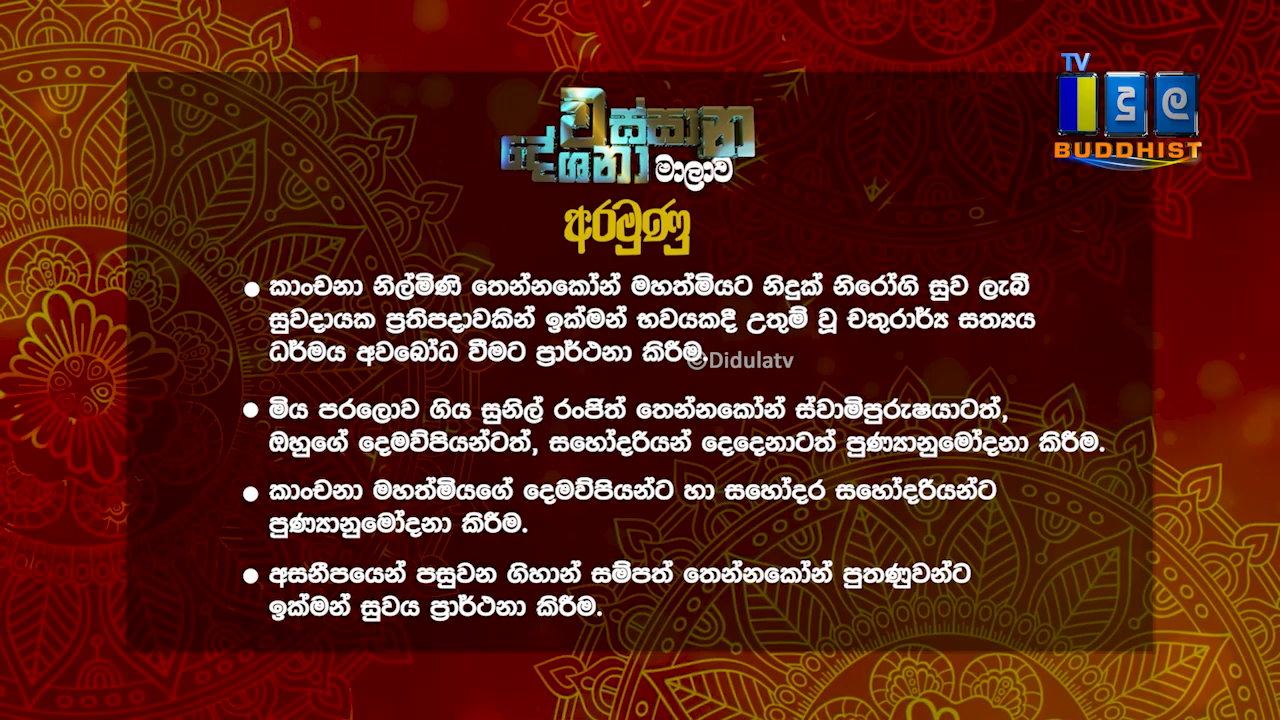 TV
දුල
BUDDHIST
වස්සාන
දේශනා මාලාව
අරමුණු
● කාංචනා නිල්මිණි තෙන්නකෝන් මහත්මියට නිදුක් නිරෝගි සුව ලැබී
සුවදායක ප්‍රතිපදාවකින් ඉක්මන් භවයකදී උතුම් වූ චතුරාර්ය සත්‍යය
ධර්මය අවබෝධ වීමට ප්‍රාර්ථනා කිරීම.
©Didulatv
● මිය පරලොව ගිය සුනිල් රංජිත් තෙන්නකෝන් ස්වාමිපුරුෂයාටත්,
ඔහුගේ දෙමව්පියන්ටත්, සහෝදරියන් දෙදෙනාටත් පුණ්‍යානුමෝදනා කිරීම.
● කාංචනා මහත්මියගේ දෙමව්පියන්ට හා සහෝදර සහෝදරියන්ට
පුණ්‍යානුමෝදනා කිරීම.
● අසනීපයෙන් පසුවන ගිහාන් සම්පත් තෙන්නකෝන් පුතණුවන්ට
ඉක්මන් සුවය ප්‍රාර්ථනා කිරීම.